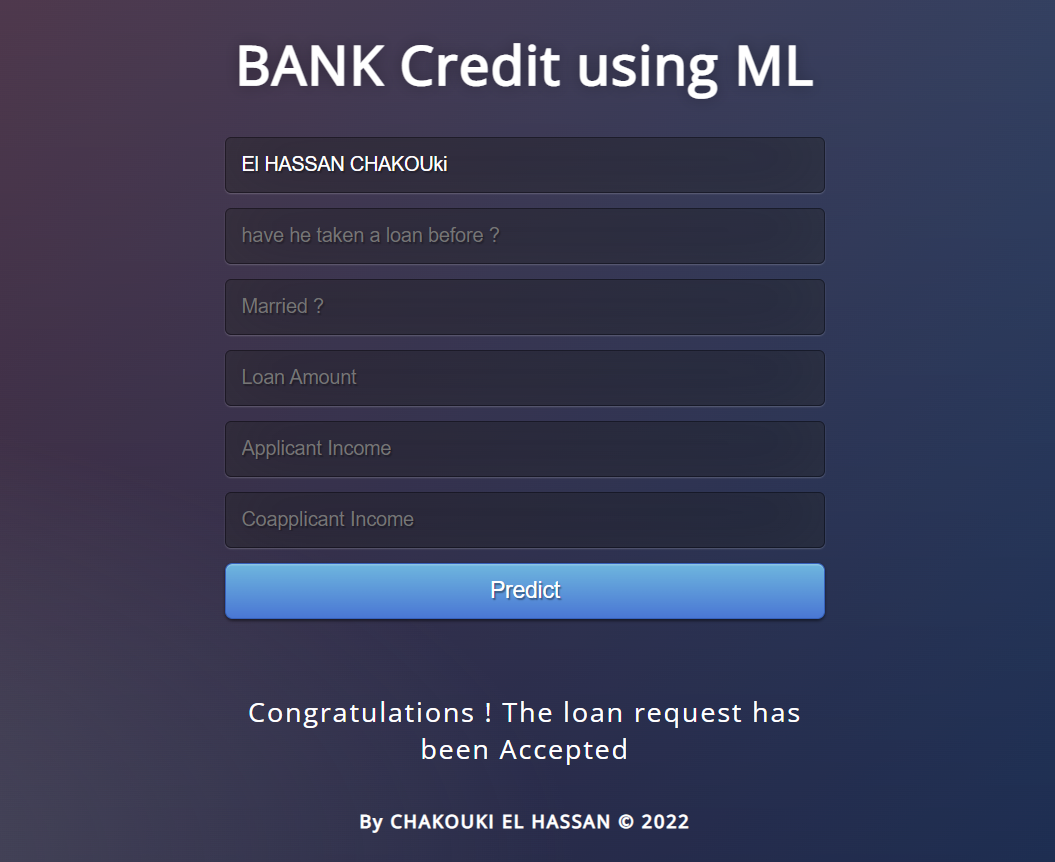 BANK Credit using ML
El HASSAN CHAKOUki
have he taken a loan before ?
Married ?
Loan Amount
Applicant Income
Coapplicant Income
Predict
Congratulations ! The loan request has
been Accepted
By CHAKOUKI EL HASSAN © 2022